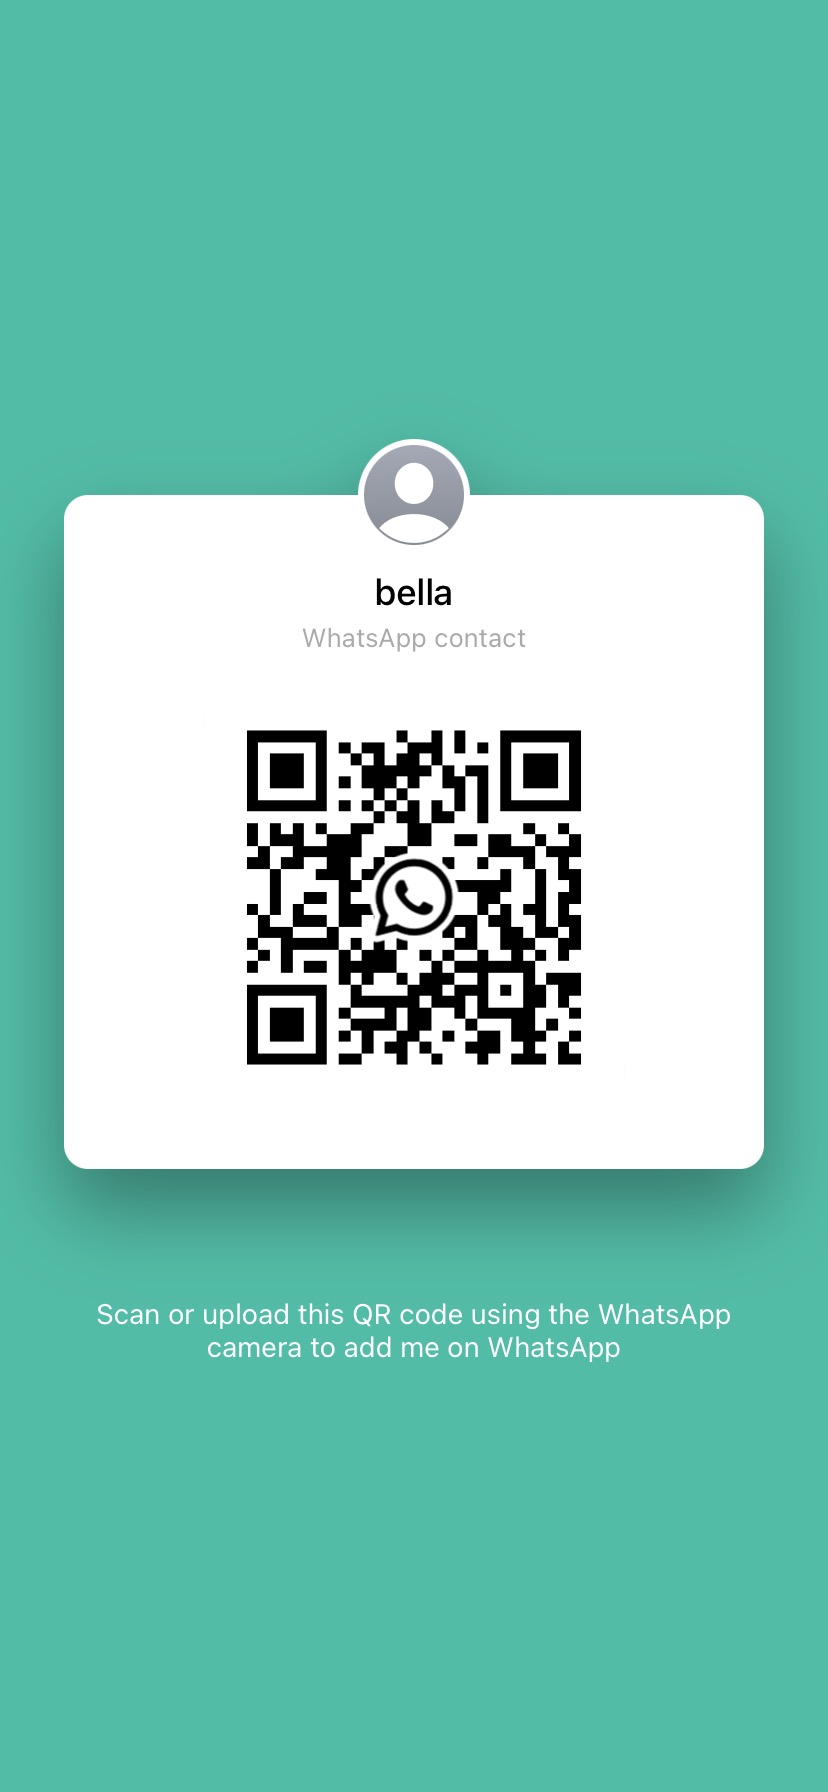 bella
WhatsApp contact
Scan or upload this QR code using the WhatsApp
camera to add me on WhatsApp